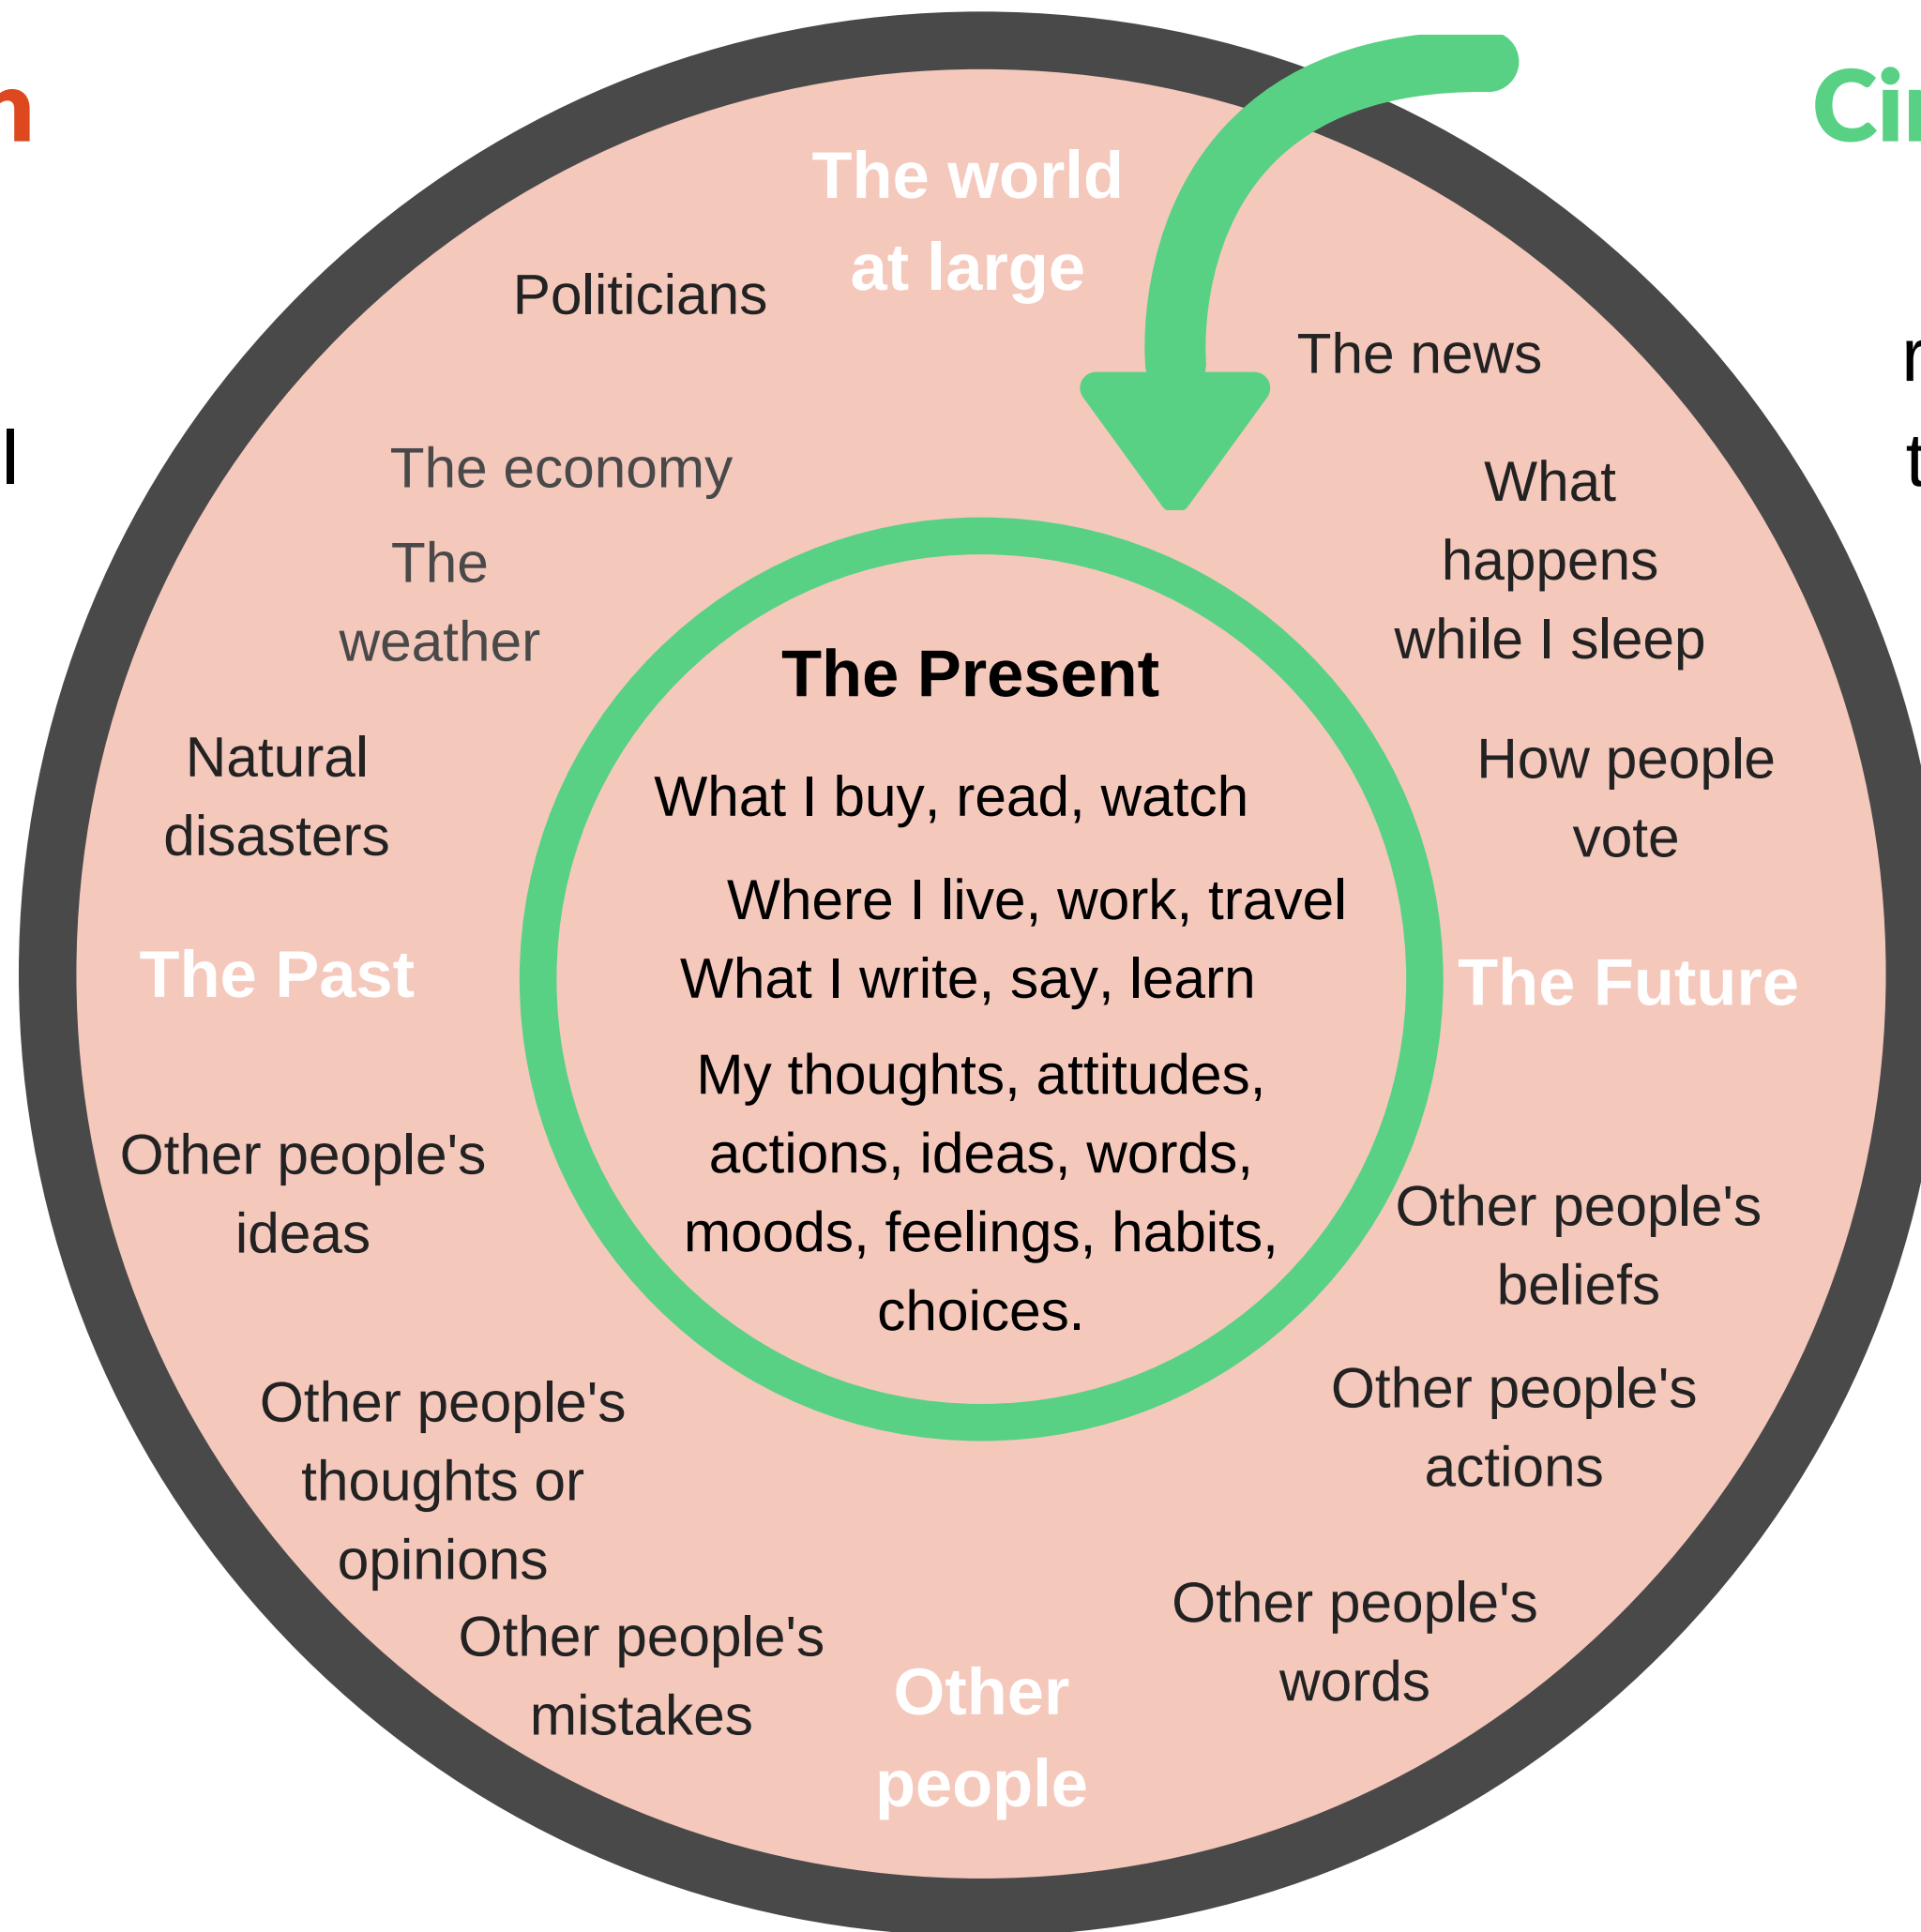 The world
at large
Politicians
The news
The economy
The
weather
What
happens
while I sleep
Natural
disasters
How people
vote
The Past
The Future
The Present
What I buy, read, watch
Where I live, work, travel
What I write, say, learn
My thoughts, attitudes,
actions, ideas, words,
moods, feelings, habits,
choices.
Other people's
ideas
Other people's
beliefs
Other people's
thoughts or
opinions
Other people's
actions
Other people's
mistakes
Other people's
words
Other
people